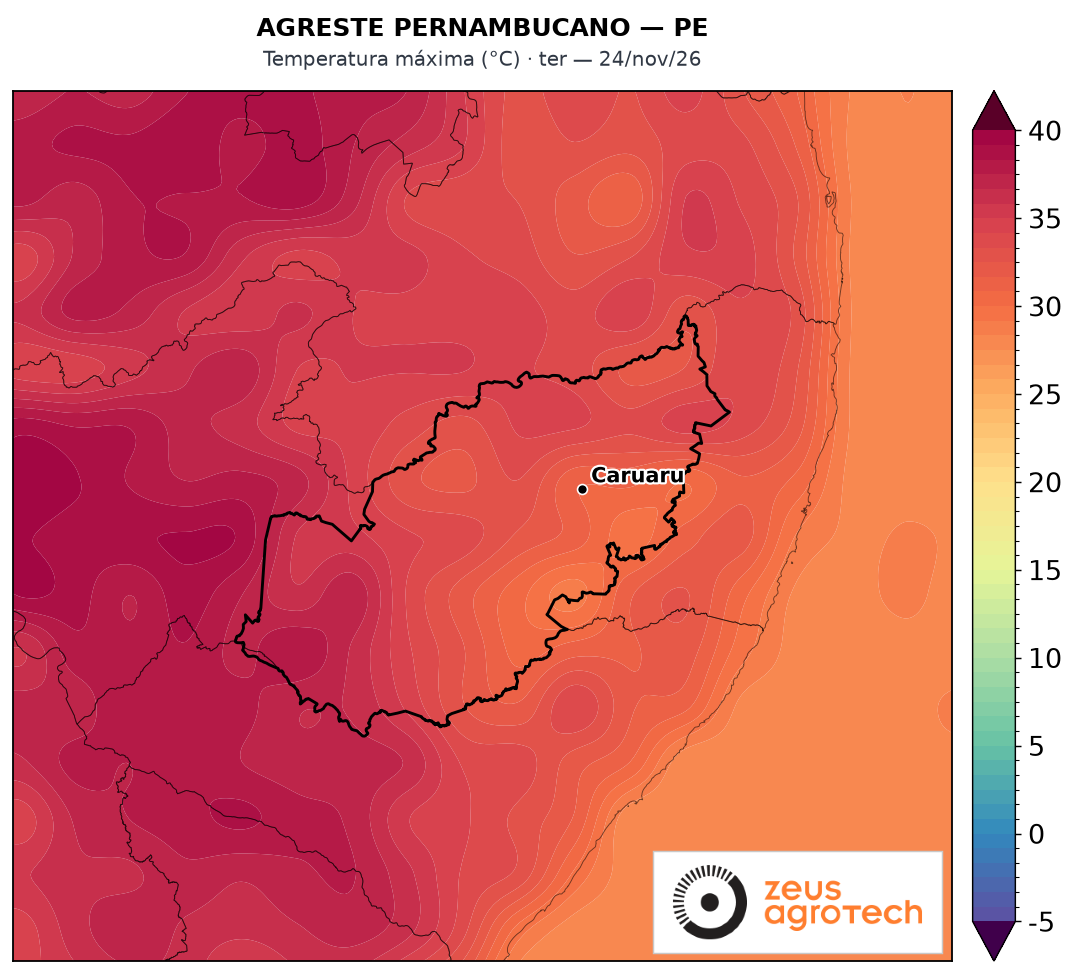 AGRESTE PERNAMBUCANO — PE
Temperatura máxima (°C) · ter — 24/nov/26
40
35
30
25
20
15
10
5
0
-5
Caruaru
zeus
agrotech